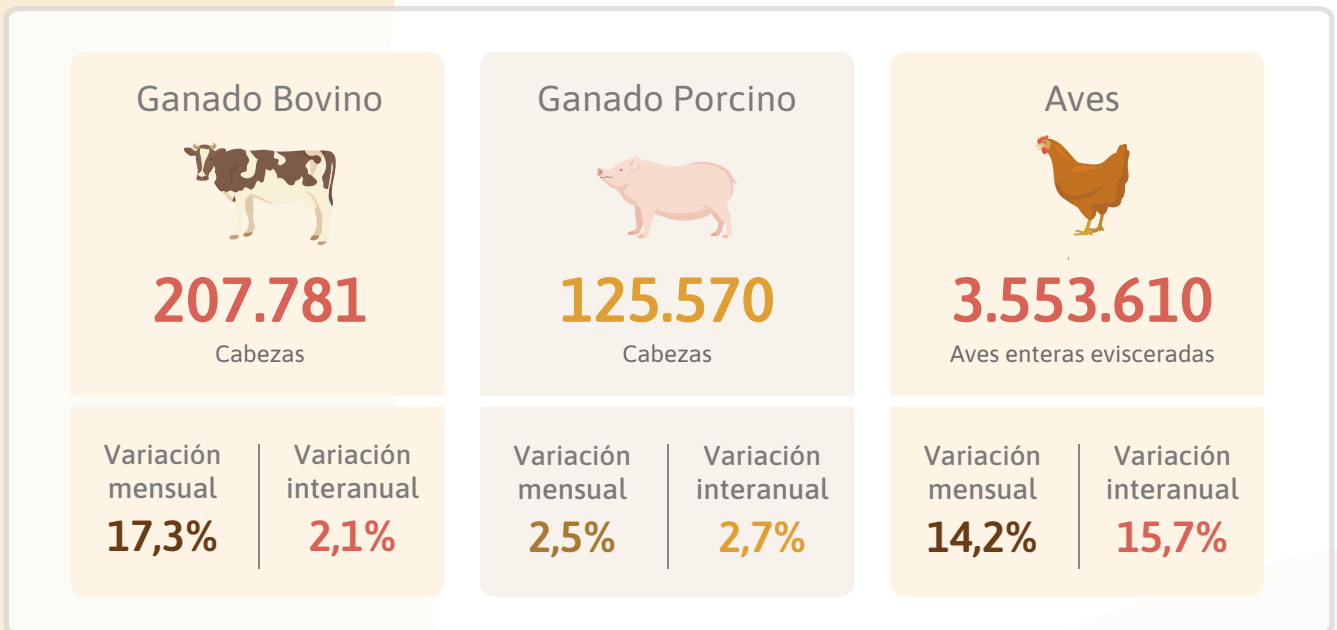 Ganado Bovino
207.781
Cabezas
Variación
mensual
17,3%
Variación
interanual
2,1%
Ganado Porcino
125.570
Cabezas
Variación
mensual
2,5%
Variación
interanual
2,7%
Aves
3.553.610
Aves enteras evisceradas
Variación
mensual
14,2%
Variación
interanual
15,7%